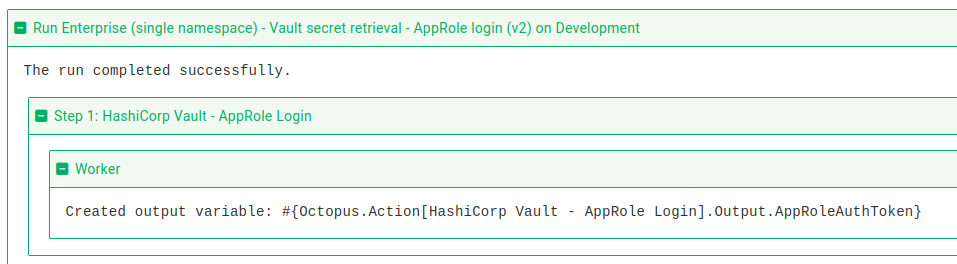 Run Enterprise (single namespace) - Vault secret retrieval - AppRole login (v2) on Development
The run completed successfully.
Step 1: HashiCorp Vault - AppRole Login
Worker
Created output variable: #{Octopus.Action[HashiCorp Vault - AppRole Login].Output.AppRoleAuthToken}